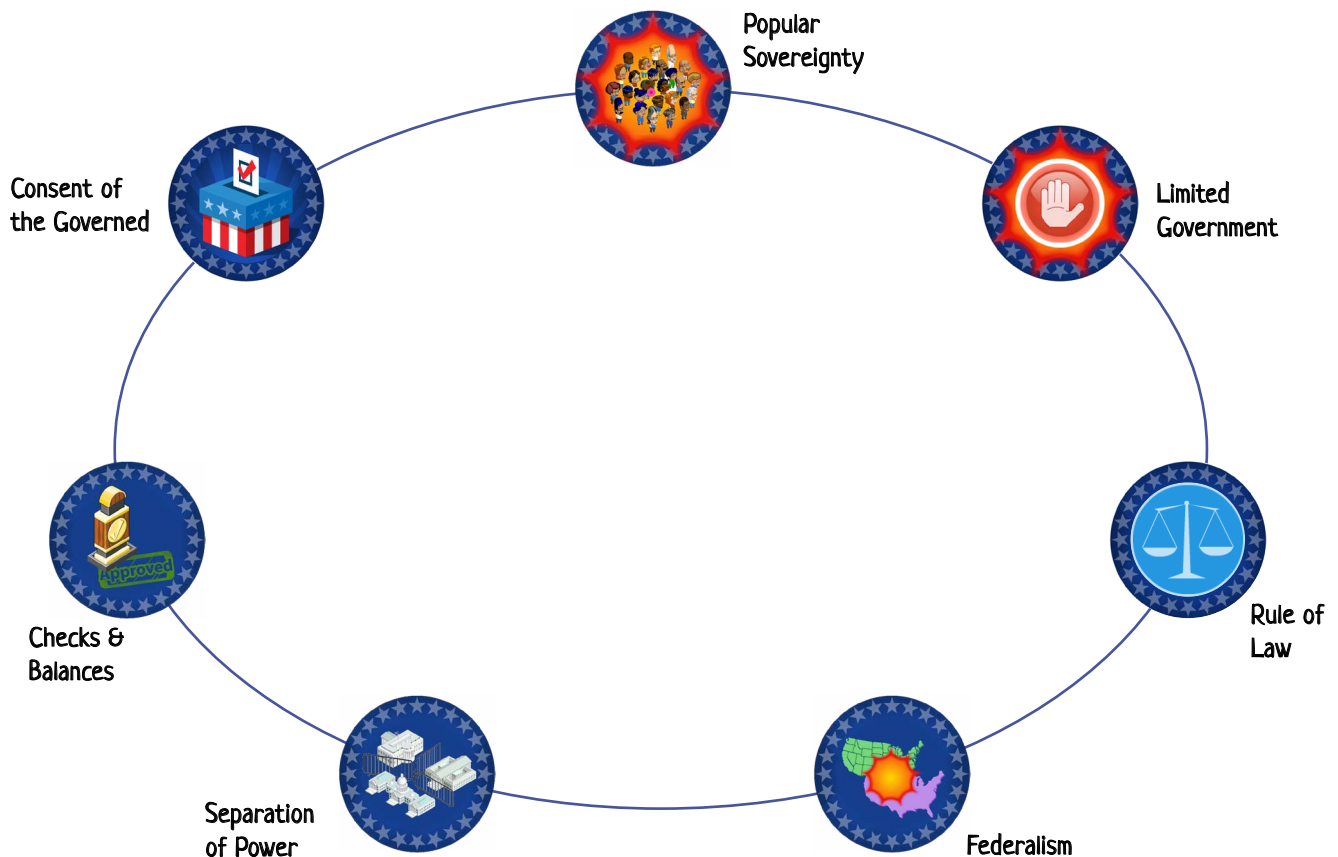 Popular
Sovereignty
Limited
Government
Consent of
the Governed
Approved
Rule of
Law
Checks &
Balances
Separation
of Power
Federalism